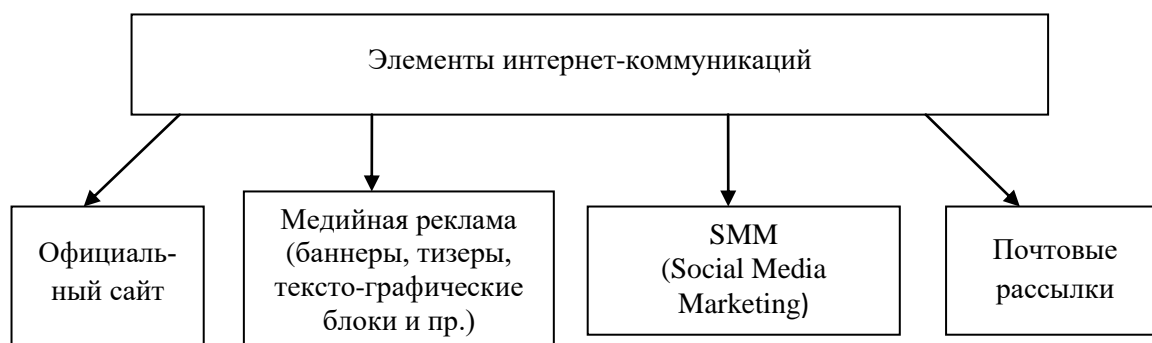 Элементы интернет-коммуникаций
Официаль-
ный сайт
Медийная реклама
(баннеры, тизеры,
тексто-графические
блоки и пр.)
SMM
(Social Media
Marketing)
Почтовые
рассылки